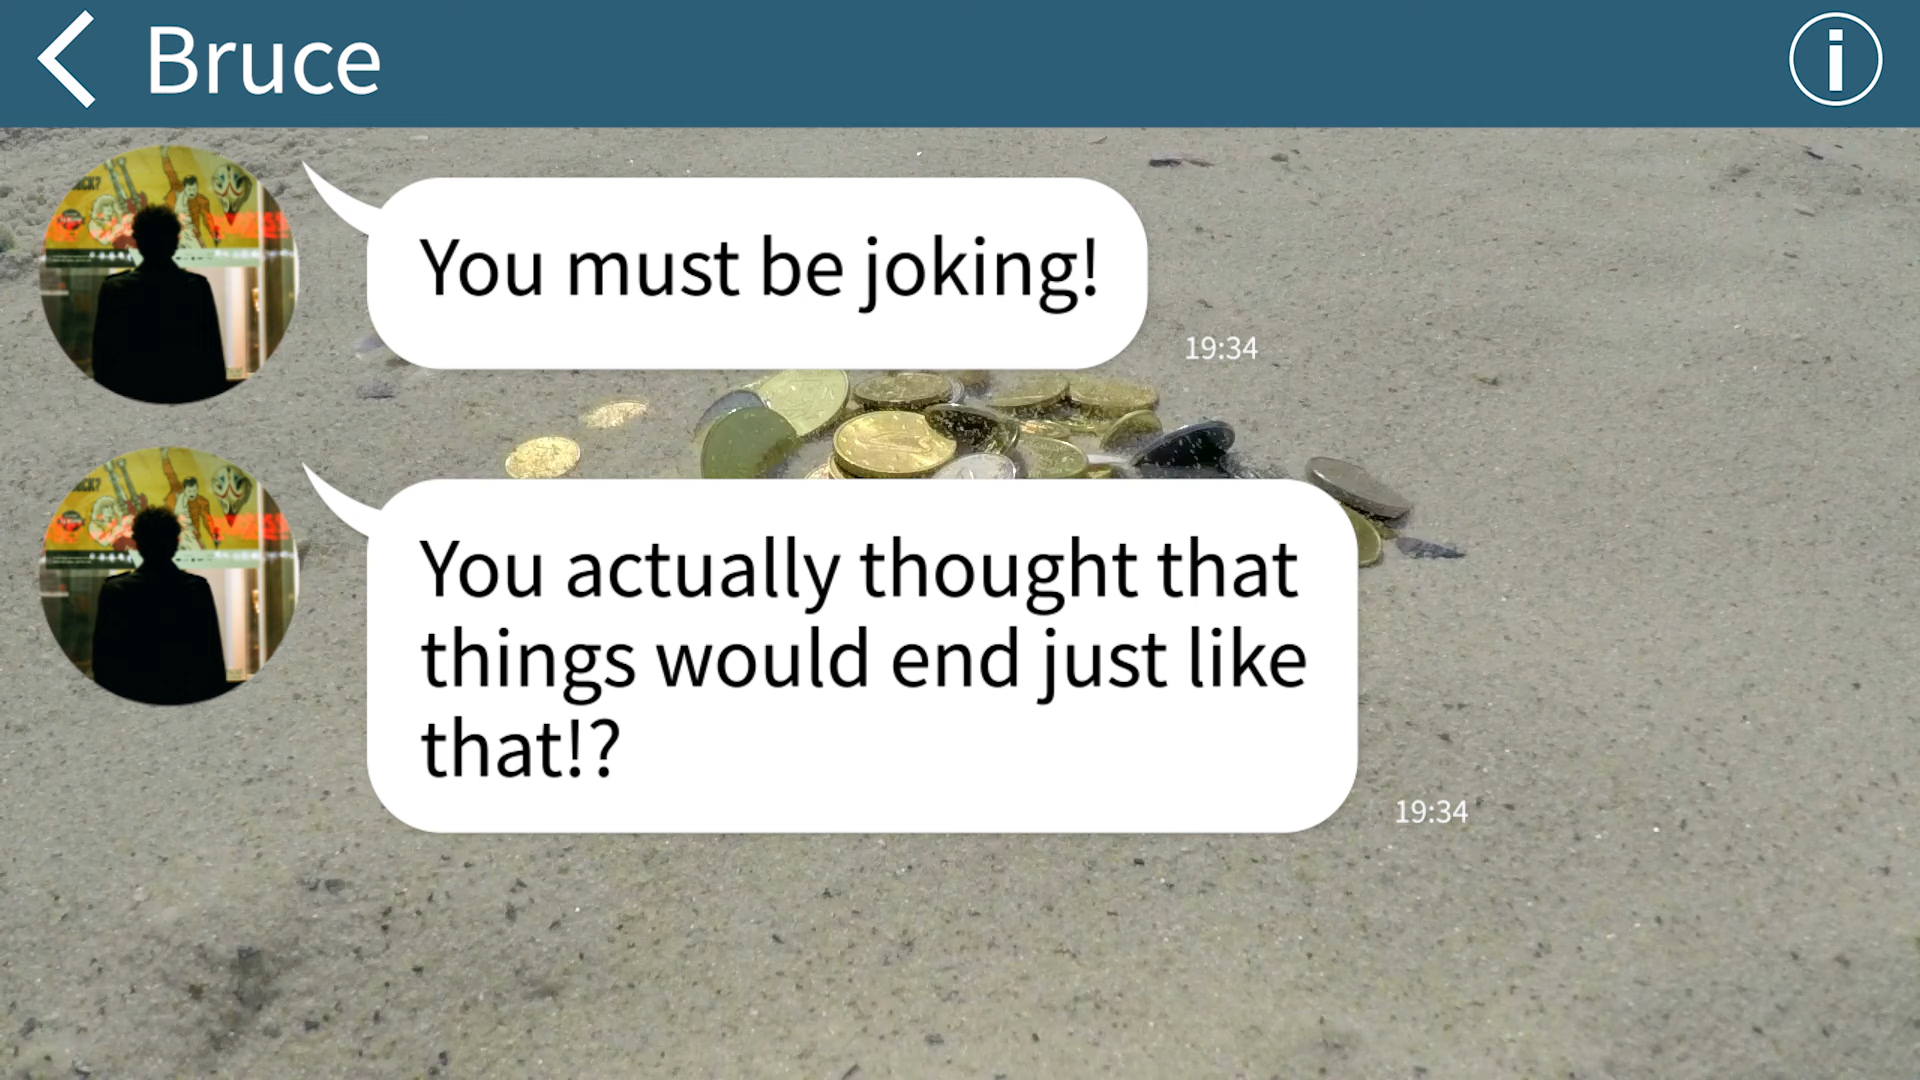 Bruce
You must be joking!
19:34
You actually thought that
things would end just like
that!?
19:34